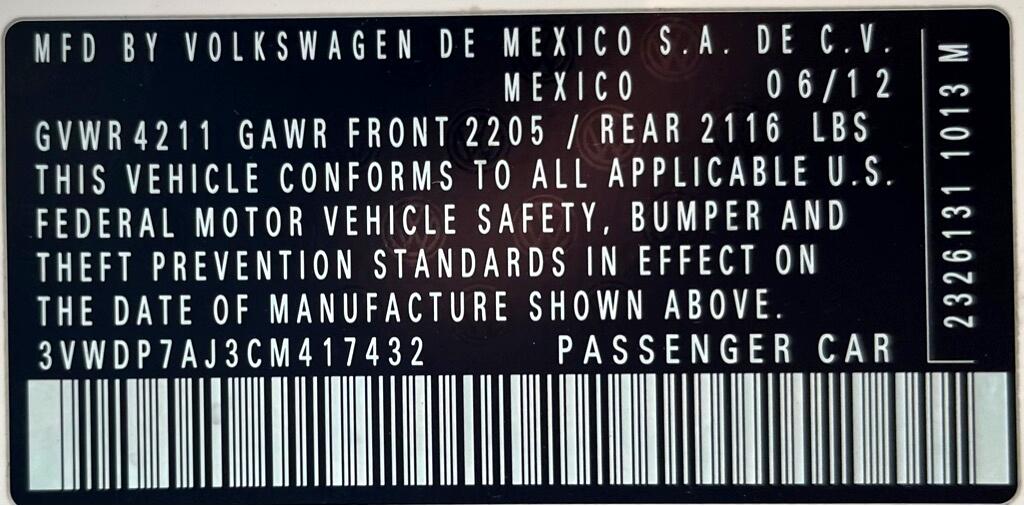 MFD BY VOLKSWAGEN DE MEXICO S.A. DE C.V.
MEXICO 06/12
GVWR 4211 GAWR FRONT 2205 / REAR 2116 LBS
THIS VEHICLE CONFORMS TO ALL APPLICABLE U.S.
FEDERAL MOTOR VEHICLE SAFETY, BUMPER AND
THEFT PREVENTION STANDARDS IN EFFECT ON
THE DATE OF MANUFACTURE SHOWN ABOVE.
3VWDP7AJ3CM417432 PASSENGER CAR
2326131 1013 M